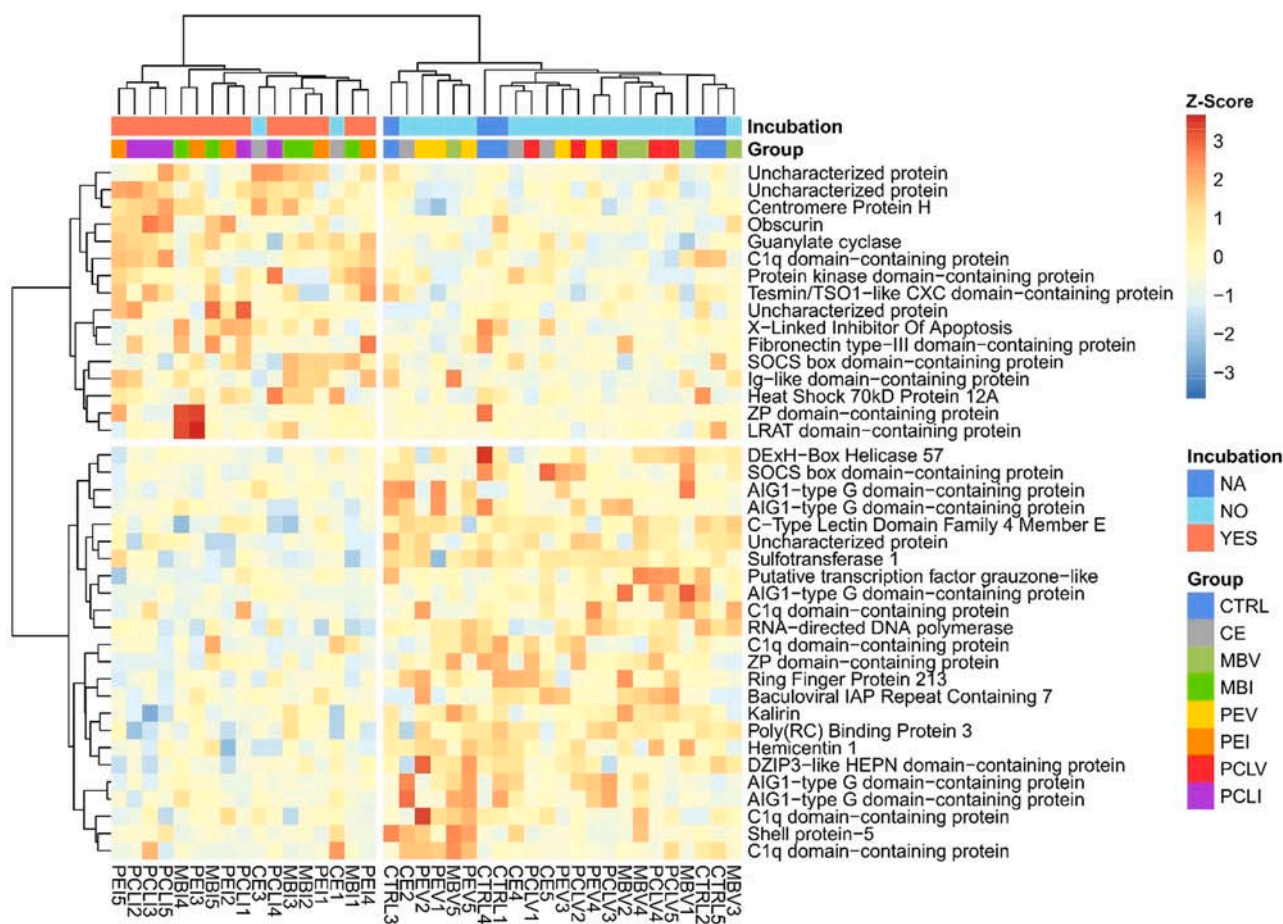 Z-Score
3
2
1
0
−1
−2
−3
Incubation
Group
Uncharacterized protein
Uncharacterized protein
Centromere Protein H
Obscurin
Guanylate cyclase
C1q domain−containing protein
Protein kinase domain−containing protein
Tesmin/TSO1−like CXC domain−containing protein
Uncharacterized protein
X−Linked Inhibitor Of Apoptosis
Fibronectin type−III domain−containing protein
SOCS box domain−containing protein
Ig−like domain−containing protein
Heat Shock 70kD Protein 12A
ZP domain−containing protein
LRAT domain−containing protein
DExH−Box Helicase 57
SOCS box domain−containing protein
AIG1−type G domain−containing protein
AIG1−type G domain−containing protein
C−Type Lectin Domain Family 4 Member E
Uncharacterized protein
Sulfotransferase 1
Putative transcription factor grauzone−like
AIG1−type G domain−containing protein
C1q domain−containing protein
RNA−directed DNA polymerase
C1q domain−containing protein
ZP domain−containing protein
Ring Finger Protein 213
Baculoviral IAP Repeat Containing 7
Kalirin
Poly(RC) Binding Protein 3
Hemicentin 1
DZIP3−like HEPN domain−containing protein
AIG1−type G domain−containing protein
AIG1−type G domain−containing protein
C1q domain−containing protein
Shell protein−5
C1q domain−containing protein
Incubation
NA
NO
YES
Group
CTRL
CE
MBV
MBI
PEV
PEI
PCLV
PCLI
PEI5
PCLI2
PCLI3
PCLI5
MBI4
PEI3
MBI5
PEI2
PCLI1
CE3
PCLI4
MBI3
MBI2
PEI1
CE1
MBI1
PEI4
CTRL3
CE2
PEV2
PEV1
MBV5
PEV5
CTRL4
CTRL1
CE4
PCLV1
CE5
PEV3
PCLV2
PEV4
PCLV3
MBV2
MBV4
PCLV4
PCLV5
MBV1
CTRL2
CTRL5
MBV3